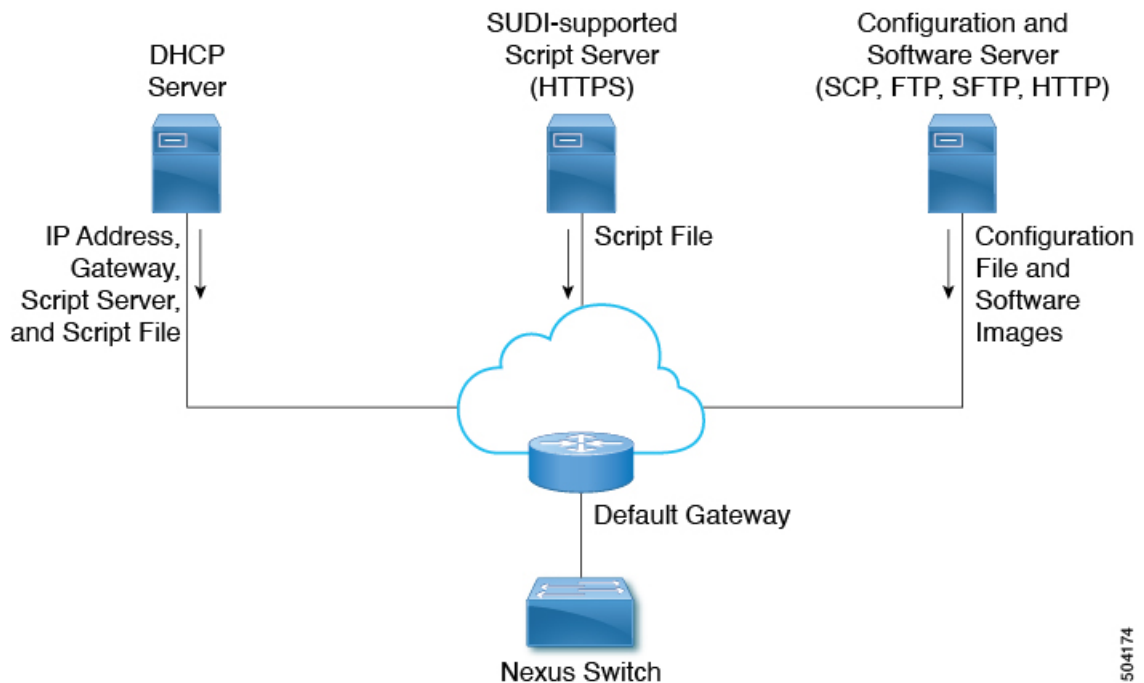 DHCP
Server
SUDI-supported
Script Server
(HTTPS)
Configuration and
Software Server
(SCP, FTP, SFTP, HTTP)
IP Address,
Gateway,
Script Server,
and Script File
Script File
Configuration
File and
Software
Images
Default Gateway
Nexus Switch
504174